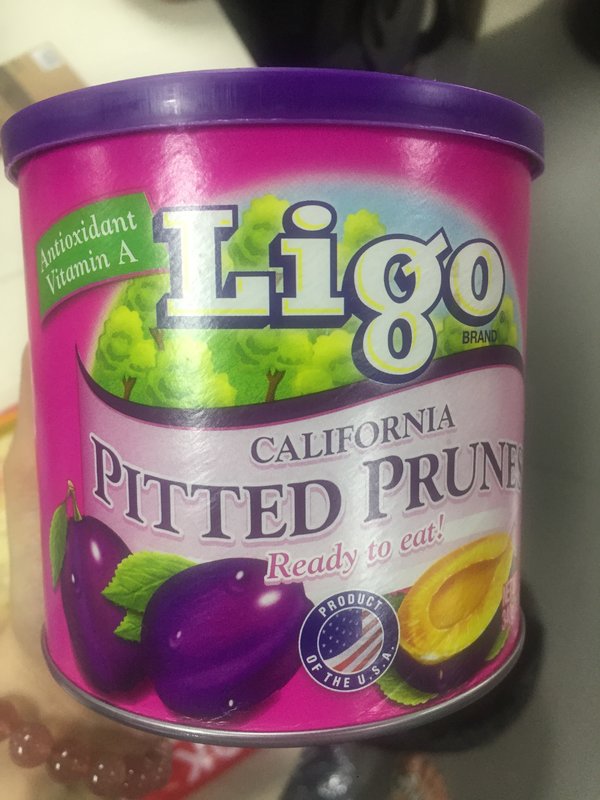 Antioxidant
Vitamin A
Ligo
BRAND
CALIFORNIA
PITTED PRUNES
Ready to eat!
PRODUCT
OF THE U.S.A.